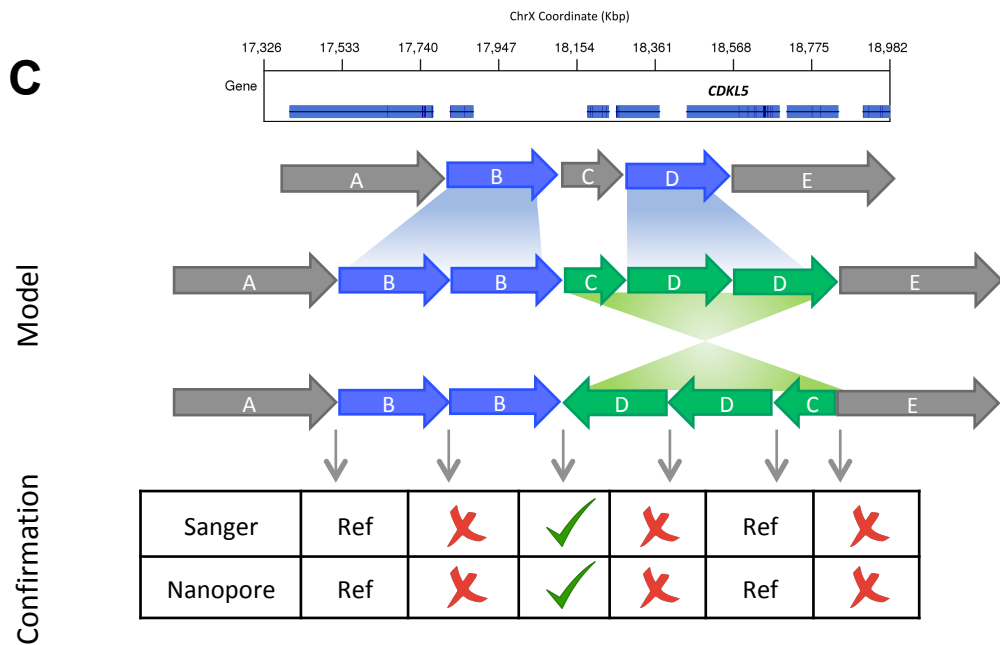 ChrX Coordinate (Kbp)
17,326 17,533 17,740 17,947 18,154 18,361 18,568 18,775 18,982
C
Gene
CDKL5
A B C D E
Model
A B B C D D E
A B B D D C E
Confirmation
Sanger Ref Ref
Nanopore Ref Ref